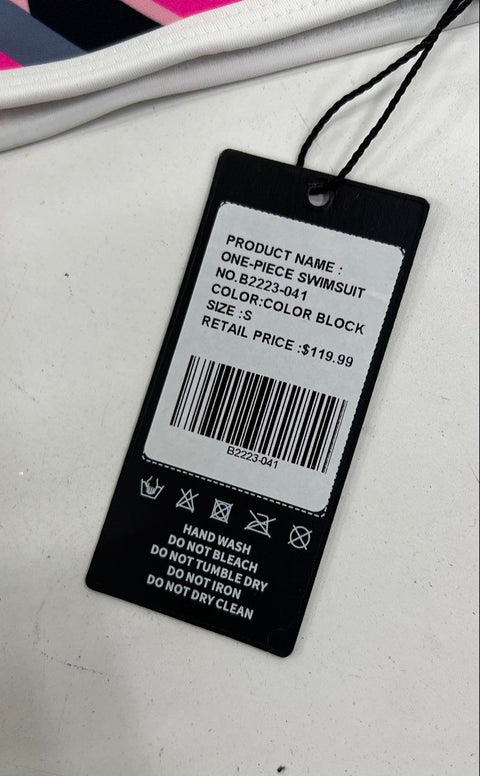 PRODUCT NAME :
ONE-PIECE SWIMSUIT
NO.B2223-041
COLOR:COLOR BLOCK
SIZE :S
RETAIL PRICE :$119.99
B2223-041
HAND WASH
DO NOT BLEACH
DO NOT TUMBLE DRY
DO NOT IRON
DO NOT DRY CLEAN